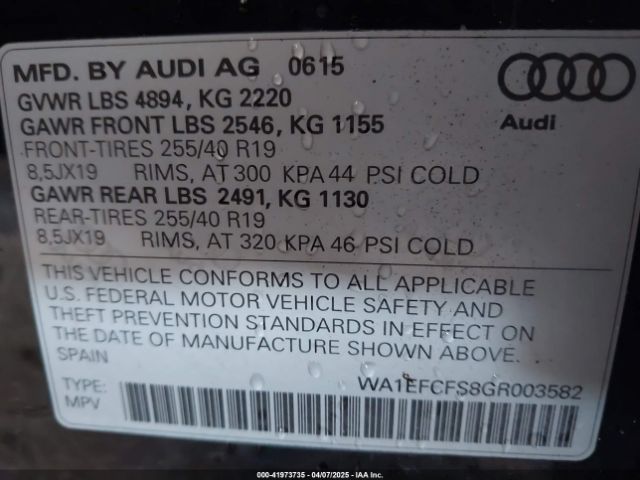 MFD. BY AUDI AG 0615
GVWR LBS 4894, KG 2220
GAWR FRONT LBS 2546, KG 1155
FRONT-TIRES 255/40 R19
8,5JX19 RIMS, AT 300 KPA 44 PSI COLD
GAWR REAR LBS 2491, KG 1130
REAR-TIRES 255/40 R19
8,5JX19 RIMS, AT 320 KPA 46 PSI COLD
Audi
THIS VEHICLE CONFORMS TO ALL APPLICABLE
U.S. FEDERAL MOTOR VEHICLE SAFETY AND
THEFT PREVENTION STANDARDS IN EFFECT ON
THE DATE OF MANUFACTURE SHOWN ABOVE.
SPAIN
TYPE: WA1EFCFS8GR003582
MPV
000-41973735 - 04/07/2025 - IAA Inc.